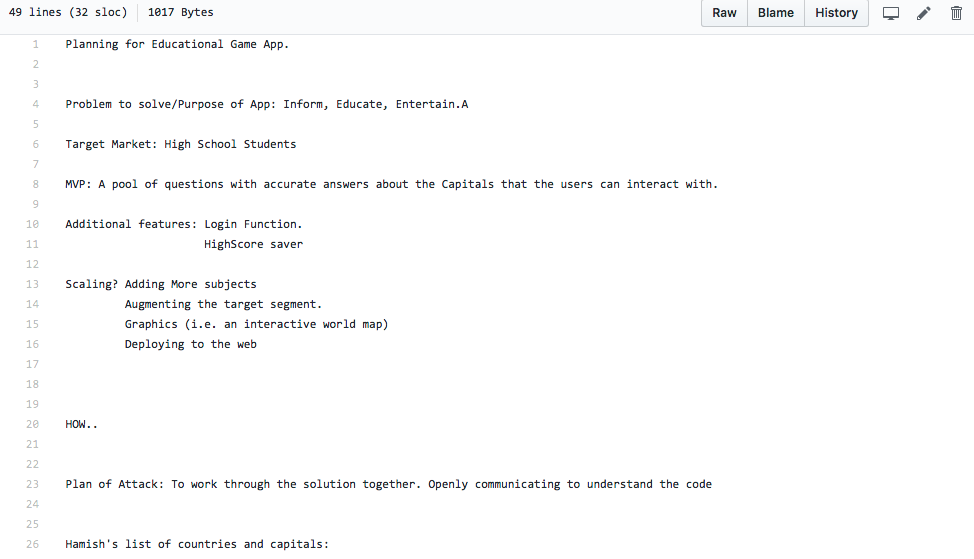 49 lines (32 sloc) 1017 Bytes Raw Blame History
1 Planning for Educational Game App.
2
3
4 Problem to solve/Purpose of App: Inform, Educate, Entertain.A
5
6 Target Market: High School Students
7
8 MVP: A pool of questions with accurate answers about the Capitals that the users can interact with.
9
10 Additional features: Login Function.
11 HighScore saver
12
13 Scaling? Adding More subjects
14 Augmenting the target segment.
15 Graphics (i.e. an interactive world map)
16 Deploying to the web
17
18
19
20 HOW..
21
22
23 Plan of Attack: To work through the solution together. Openly communicating to understand the code
24
25
26 Hamish's list of countries and capitals: